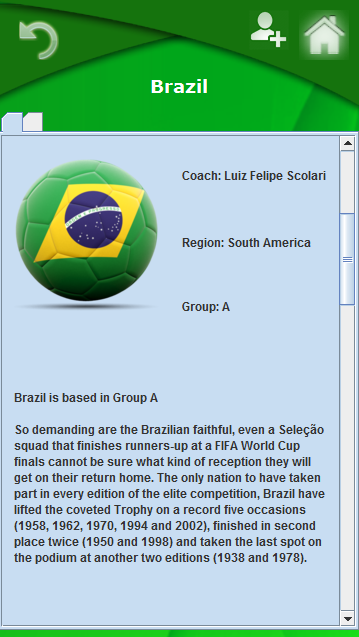 Brazil
Coach: Luiz Felipe Scolari
Region: South America
Group: A
Brazil is based in Group A
So demanding are the Brazilian faithful, even a Seleção
squad that finishes runners-up at a FIFA World Cup
finals cannot be sure what kind of reception they will
get on their return home. The only nation to have taken
part in every edition of the elite competition, Brazil have
lifted the coveted Trophy on a record five occasions
(1958, 1962, 1970, 1994 and 2002), finished in second
place twice (1950 and 1998) and taken the last spot on
the podium at another two editions (1938 and 1978).